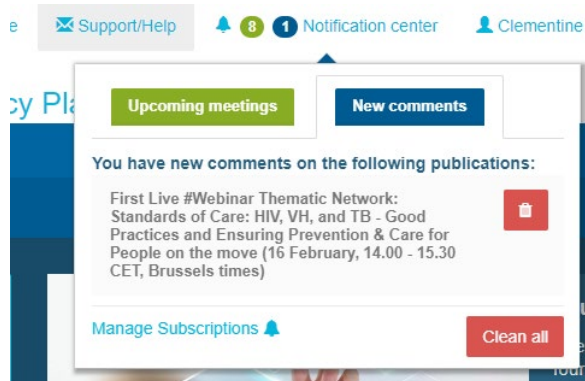 Support/Help
8
1
Notification center
Clementine
Upcoming meetings
New comments
You have new comments on the following publications:
First Live #Webinar Thematic Network:
Standards of Care: HIV, VH, and TB - Good
Practices and Ensuring Prevention & Care for
People on the move (16 February, 14.00 - 15.30
CET, Brussels times)
Manage Subscriptions
Clean all